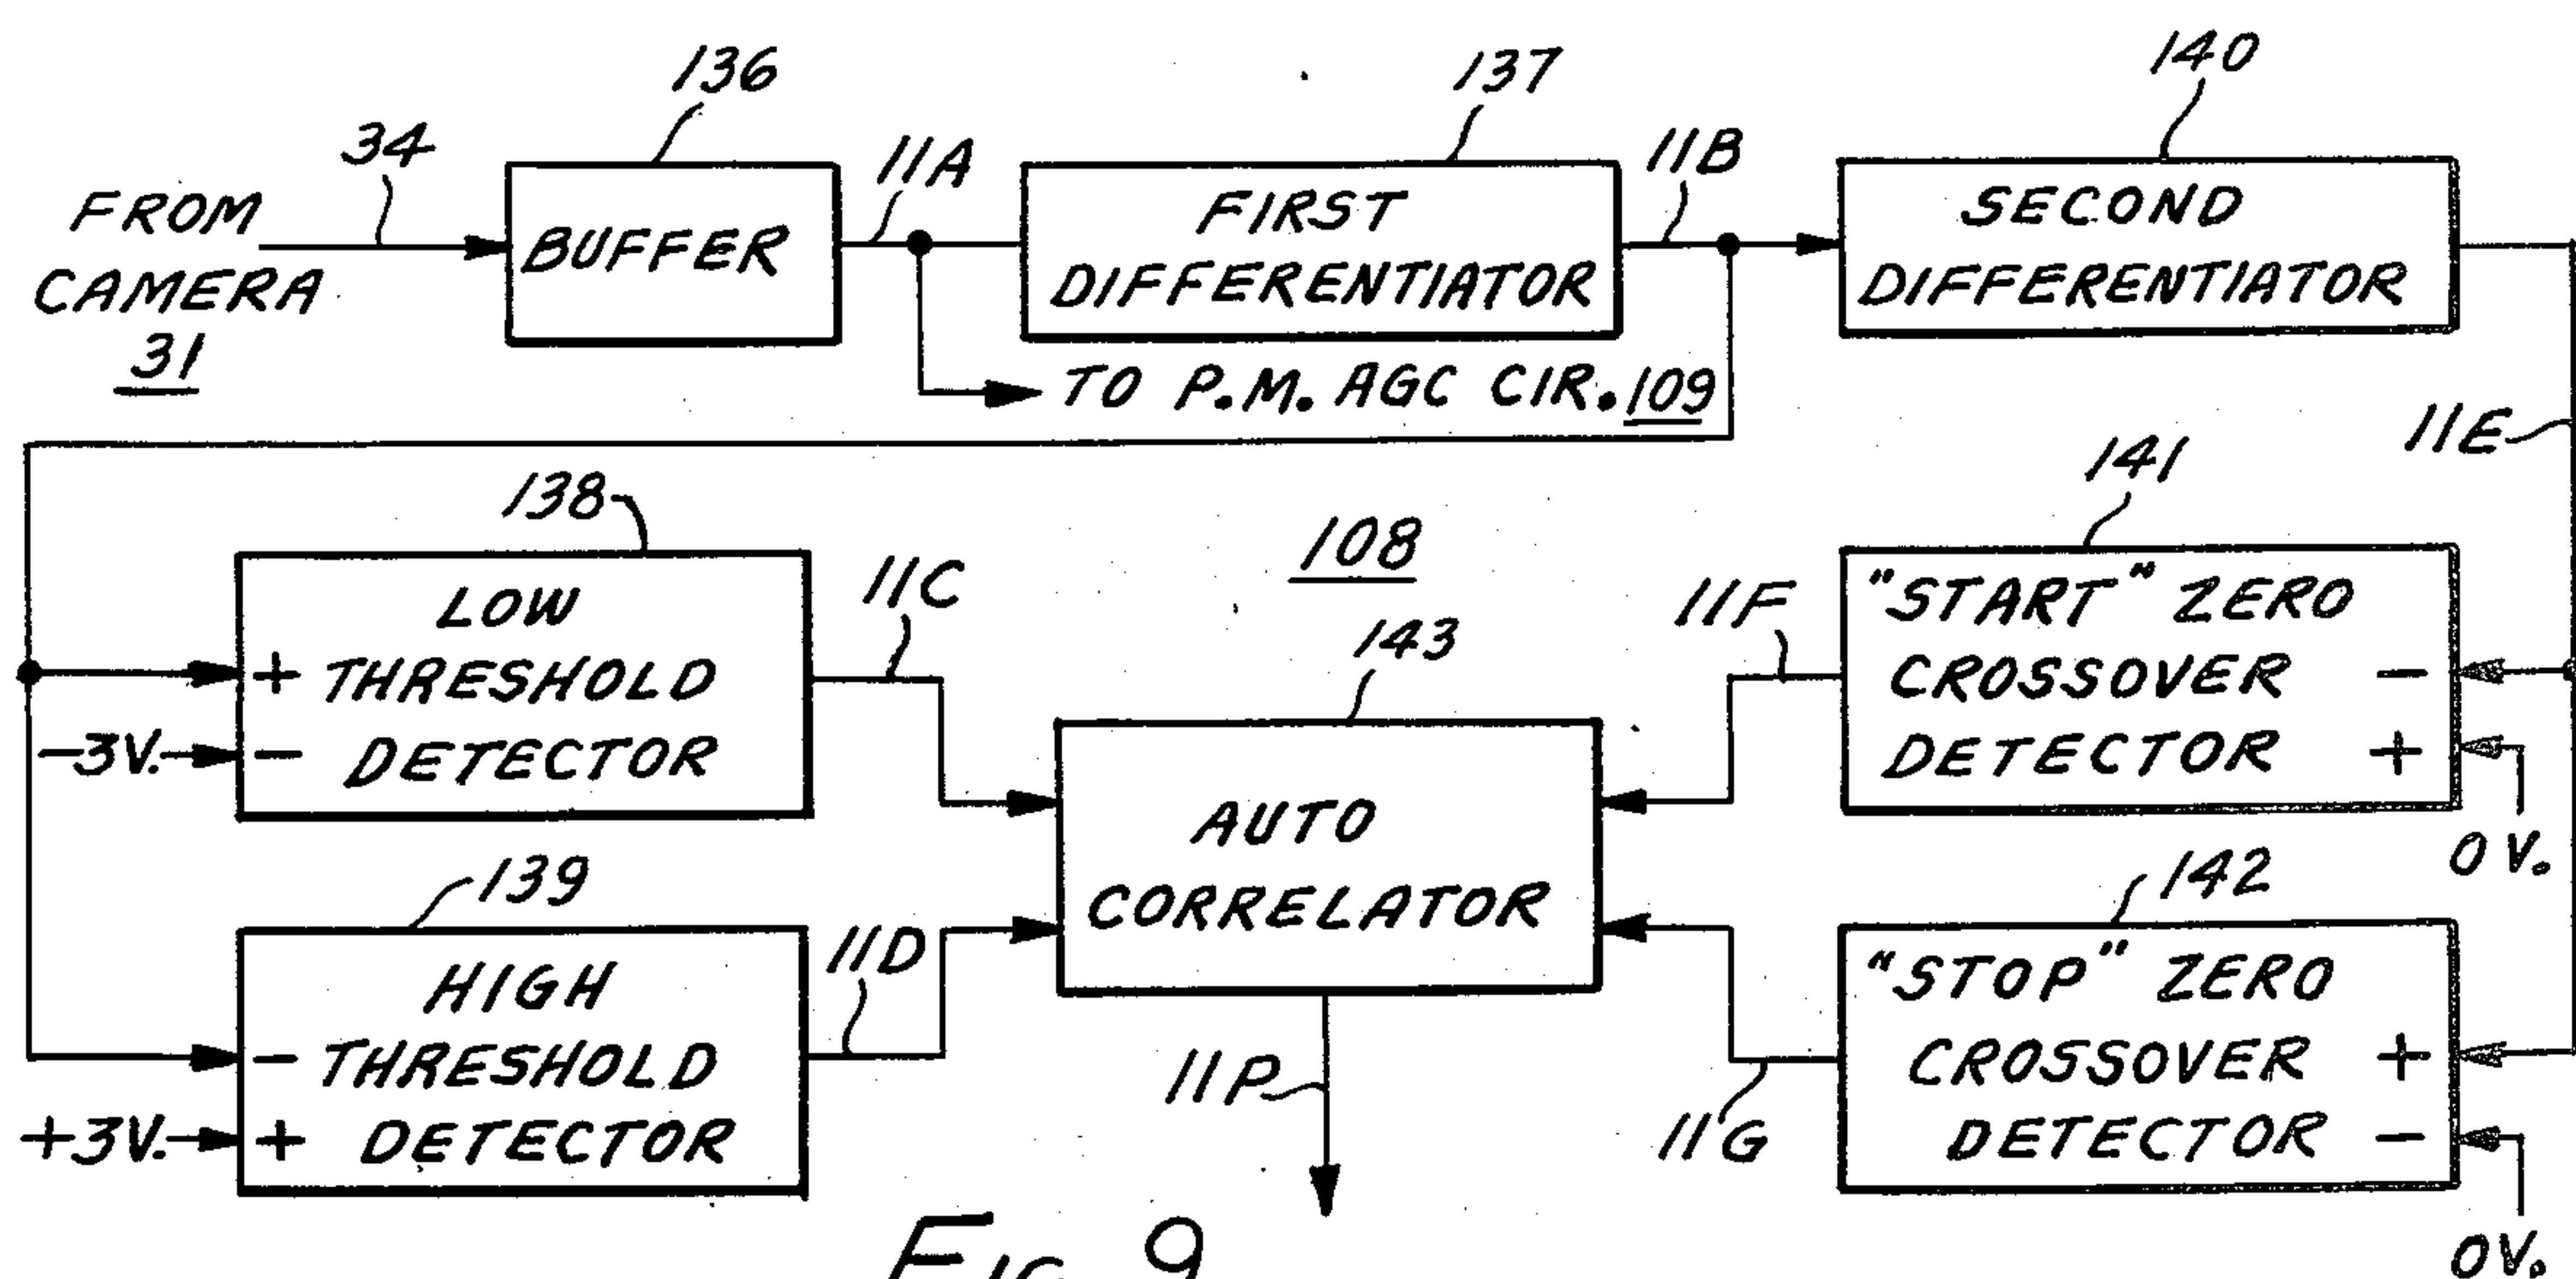 136
137
140
34
11A
11B
FROM
CAMERA
31
BUFFER
FIRST
DIFFERENTIATOR
SECOND
DIFFERENTIATOR
TO P.M. AGC CIR. 109
11E
138
108
141
LOW
+ THRESHOLD
-3V. - DETECTOR
11C
143
11F
"START" ZERO
CROSSOVER -
DETECTOR +
0 V.
AUTO
CORRELATOR
139
HIGH
- THRESHOLD
+3V. + DETECTOR
11D
11P
11G
142
"STOP" ZERO
CROSSOVER +
DETECTOR -
0 V.
FIG. 9